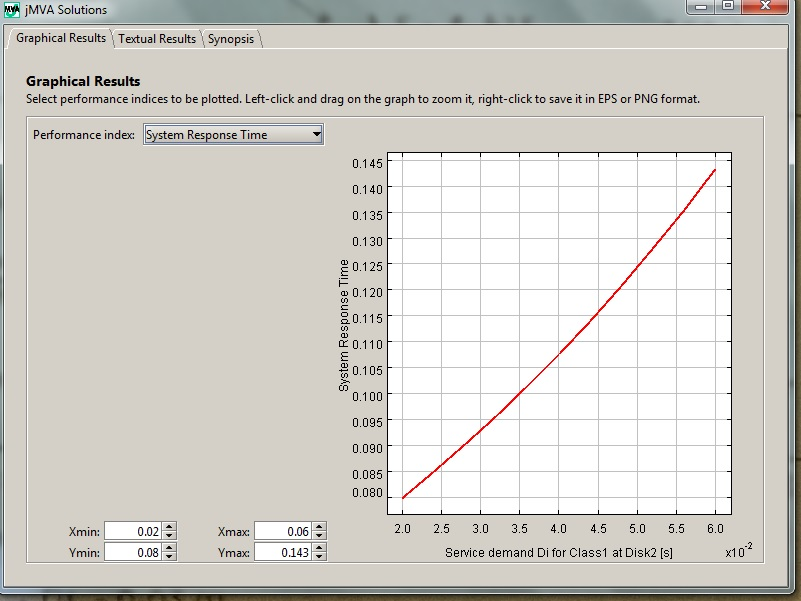 MVA jMVA Solutions
Graphical Results Textual Results Synopsis
Graphical Results
Select performance indices to be plotted. Left-click and drag on the graph to zoom it, right-click to save it in EPS or PNG format.
Performance index: System Response Time
0.145
0.140
0.135
0.130
0.125
0.120
0.115
0.110
0.105
0.100
0.095
0.090
0.085
0.080
System Response Time
2.0 2.5 3.0 3.5 4.0 4.5 5.0 5.5 6.0
Service demand Di for Class1 at Disk2 [s] x10-2
Xmin: 0.02 Xmax: 0.06
Ymin: 0.08 Ymax: 0.143